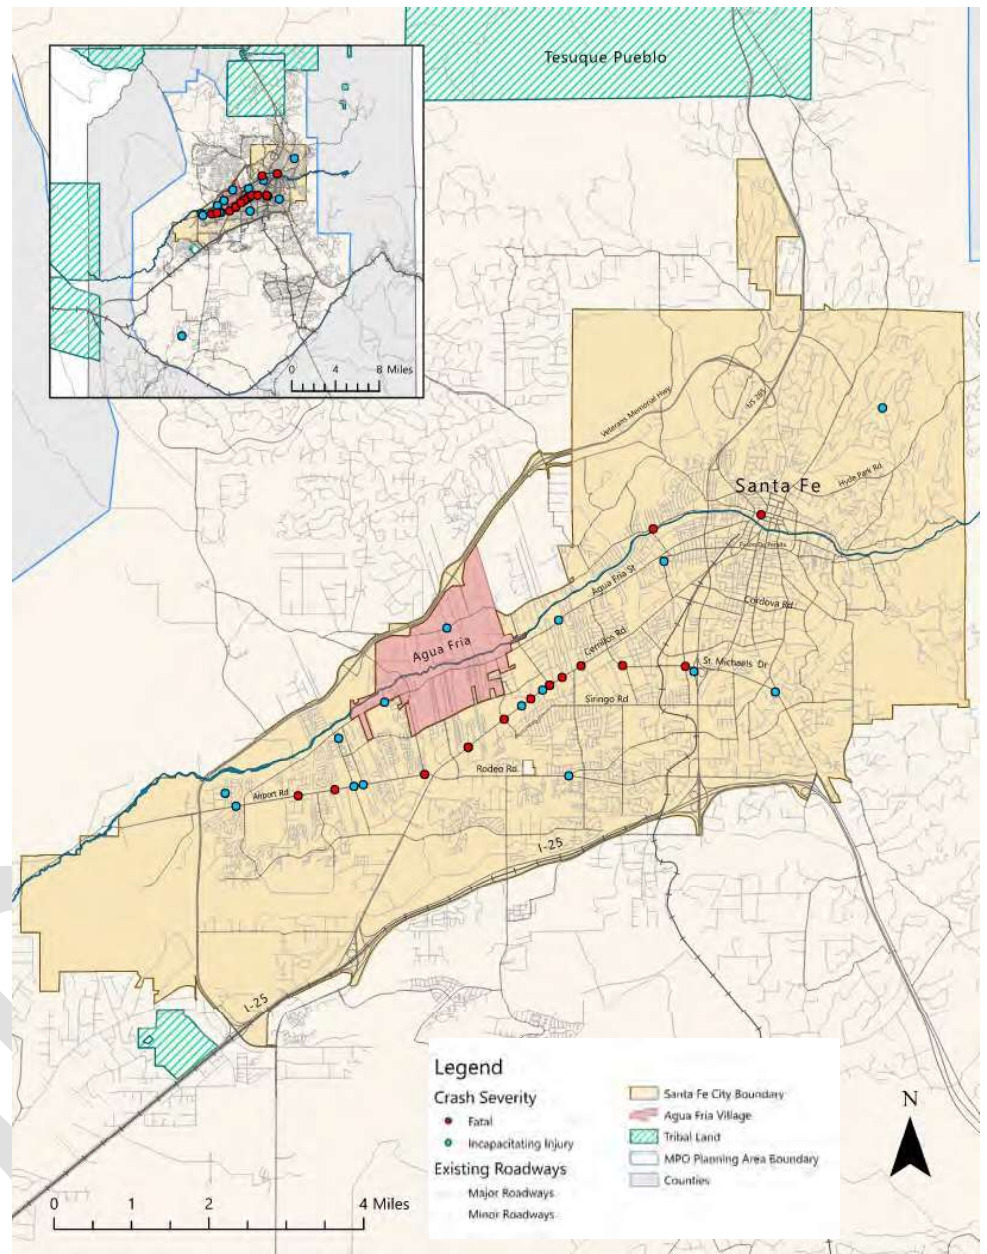 Tesuque Pueblo
0 4 8 Miles
Veterans Memorial Hwy
US 285
Hyde Park Rd
Santa Fe
Agua Fria St
Cordova Rd
Cerrillos Rd
Agua Fria
St. Michaels Dr
Siringo Rd
Rodeo Rd
Airport Rd
I-25
I-25
Legend
Crash Severity
Fatal
Incapacitating Injury
Existing Roadways
Major Roadways
Minor Roadways
Santa Fe City Boundary
Agua Fria Village
Tribal Land
MPO Planning Area Boundary
Counties
N
0 2 4 Miles